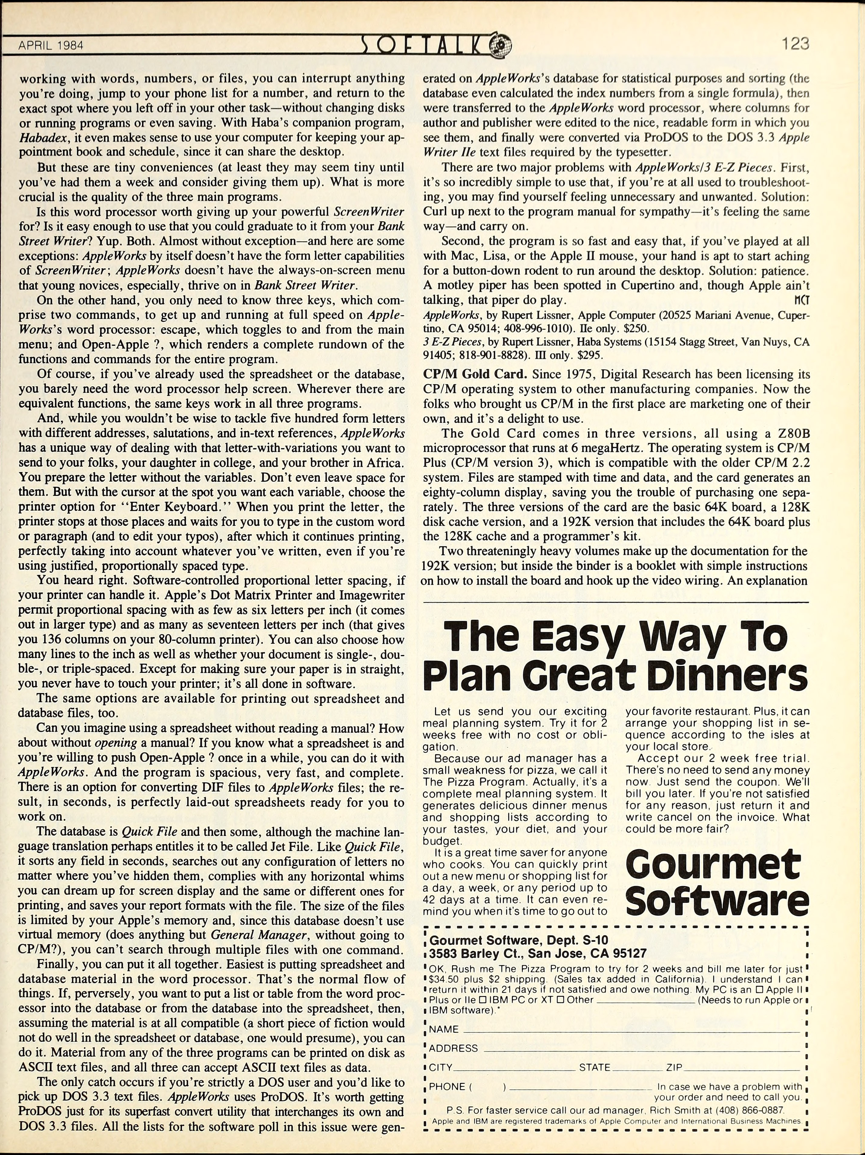 APRIL 1984
SOFTALK
123
working with words, numbers, or files, you can interrupt anything
you're doing, jump to your phone list for a number, and return to the
exact spot where you left off in your other task—without changing disks
or running programs or even saving. With Haba's companion program,
Habadex, it even makes sense to use your computer for keeping your ap-
pointment book and schedule, since it can share the desktop.
But these are tiny conveniences (at least they may seem tiny until
you've had them a week and consider giving them up). What is more
crucial is the quality of the three main programs.
Is this word processor worth giving up your powerful ScreenWriter
for? Is it easy enough to use that you could graduate to it from your Bank
Street Writer? Yup. Both. Almost without exception—and here are some
exceptions: AppleWorks by itself doesn't have the form letter capabilities
of ScreenWriter; AppleWorks doesn't have the always-on-screen menu
that young novices, especially, thrive on in Bank Street Writer.
On the other hand, you only need to know three keys, which com-
prise two commands, to get up and running at full speed on Apple-
Works's word processor: escape, which toggles to and from the main
menu; and Open-Apple ?, which renders a complete rundown of the
functions and commands for the entire program.
Of course, if you've already used the spreadsheet or the database,
you barely need the word processor help screen. Wherever there are
equivalent functions, the same keys work in all three programs.
And, while you wouldn't be wise to tackle five hundred form letters
with different addresses, salutations, and in-text references, AppleWorks
has a unique way of dealing with that letter-with-variations you want to
send to your folks, your daughter in college, and your brother in Africa.
You prepare the letter without the variables. Don't even leave space for
them. But with the cursor at the spot you want each variable, choose the
printer option for "Enter Keyboard." When you print the letter, the
printer stops at those places and waits for you to type in the custom word
or paragraph (and to edit your typos), after which it continues printing,
perfectly taking into account whatever you've written, even if you're
using justified, proportionally spaced type.
You heard right. Software-controlled proportional letter spacing, if
your printer can handle it. Apple's Dot Matrix Printer and Imagewriter
permit proportional spacing with as few as six letters per inch (it comes
out in larger type) and as many as seventeen letters per inch (that gives
you 136 columns on your 80-column printer). You can also choose how
many lines to the inch as well as whether your document is single-, dou-
ble-, or triple-spaced. Except for making sure your paper is in straight,
you never have to touch your printer; it's all done in software.
The same options are available for printing out spreadsheet and
database files, too.
Can you imagine using a spreadsheet without reading a manual? How
about without opening a manual? If you know what a spreadsheet is and
you're willing to push Open-Apple ? once in a while, you can do it with
AppleWorks. And the program is spacious, very fast, and complete.
There is an option for converting DIF files to AppleWorks files; the re-
sult, in seconds, is perfectly laid-out spreadsheets ready for you to
work on.
The database is Quick File and then some, although the machine lan-
guage translation perhaps entitles it to be called Jet File. Like Quick File,
it sorts any field in seconds, searches out any configuration of letters no
matter where you've hidden them, complies with any horizontal whims
you can dream up for screen display and the same or different ones for
printing, and saves your report formats with the file. The size of the files
is limited by your Apple's memory and, since this database doesn't use
virtual memory (does anything but General Manager, without going to
CP/M?), you can't search through multiple files with one command.
Finally, you can put it all together. Easiest is putting spreadsheet and
database material in the word processor. That's the normal flow of
things. If, perversely, you want to put a list or table from the word proc-
essor into the database or from the database into the spreadsheet, then,
assuming the material is at all compatible (a short piece of fiction would
not do well in the spreadsheet or database, one would presume), you can
do it. Material from any of the three programs can be printed on disk as
ASCII text files, and all three can accept ASCII text files as data.
The only catch occurs if you're strictly a DOS user and you'd like to
pick up DOS 3.3 text files. AppleWorks uses ProDOS. It's worth getting
ProDOS just for its superfast convert utility that interchanges its own and
DOS 3.3 files. All the lists for the software poll in this issue were gen-
erated on AppleWorks's database for statistical purposes and sorting (the
database even calculated the index numbers from a single formula), then
were transferred to the AppleWorks word processor, where columns for
author and publisher were edited to the nice, readable form in which you
see them, and finally were converted via ProDOS to the DOS 3.3 Apple
Writer IIe text files required by the typesetter.
There are two major problems with AppleWorks/3 E-Z Pieces. First,
it's so incredibly simple to use that, if you're at all used to troubleshoot-
ing, you may find yourself feeling unnecessary and unwanted. Solution:
Curl up next to the program manual for sympathy—it's feeling the same
way—and carry on.
Second, the program is so fast and easy that, if you've played at all
with Mac, Lisa, or the Apple II mouse, your hand is apt to start aching
for a button-down rodent to run around the desktop. Solution: patience.
A motley piper has been spotted in Cupertino and, though Apple ain't
talking, that piper do play. MCT
AppleWorks, by Rupert Lissner, Apple Computer (20525 Mariani Avenue, Cuper-
tino, CA 95014; 408-996-1010). IIe only. $250.
3 E-Z Pieces, by Rupert Lissner, Haba Systems (15154 Stagg Street, Van Nuys, CA
91405; 818-901-8828). III only. $295.
CP/M Gold Card. Since 1975, Digital Research has been licensing its
CP/M operating system to other manufacturing companies. Now the
folks who brought us CP/M in the first place are marketing one of their
own, and it's a delight to use.
The Gold Card comes in three versions, all using a Z80B
microprocessor that runs at 6 megaHertz. The operating system is CP/M
Plus (CP/M version 3), which is compatible with the older CP/M 2.2
system. Files are stamped with time and data, and the card generates an
eighty-column display, saving you the trouble of purchasing one sepa-
rately. The three versions of the card are the basic 64K board, a 128K
disk cache version, and a 192K version that includes the 64K board plus
the 128K cache and a programmer's kit.
Two threateningly heavy volumes make up the documentation for the
192K version; but inside the binder is a booklet with simple instructions
on how to install the board and hook up the video wiring. An explanation
The Easy Way To
Plan Great Dinners
Let us send you our exciting
meal planning system. Try it for 2
weeks free with no cost or obli-
gation.
Because our ad manager has a
small weakness for pizza, we call it
The Pizza Program. Actually, it's a
complete meal planning system. It
generates delicious dinner menus
and shopping lists according to
your tastes, your diet, and your
budget.
It is a great time saver for anyone
who cooks. You can quickly print
out a new menu or shopping list for
a day, a week, or any period up to
42 days at a time. It can even re-
mind you when it's time to go out to
your favorite restaurant. Plus, it can
arrange your shopping list in se-
quence according to the isles at
your local store.
Accept our 2 week free trial.
There's no need to send any money
now. Just send the coupon. We'll
bill you later. If you're not satisfied
for any reason, just return it and
write cancel on the invoice. What
could be more fair?
Gourmet
Software
Gourmet Software, Dept. S-10
3583 Barley Ct., San Jose, CA 95127
"OK, Rush me The Pizza Program to try for 2 weeks and bill me later for just
$34.50 plus $2 shipping. (Sales tax added in California). I understand I can
return it within 21 days if not satisfied and owe nothing. My PC is an □ Apple II
Plus or IIe □ IBM PC or XT □ Other (Needs to run Apple or
IBM software)."
NAME
ADDRESS
CITY STATE ZIP
PHONE ( ) In case we have a problem with
your order and need to call you.
P.S. For faster service call our ad manager, Rich Smith at (408) 866-0887.
Apple and IBM are registered trademarks of Apple Computer and International Business Machines.